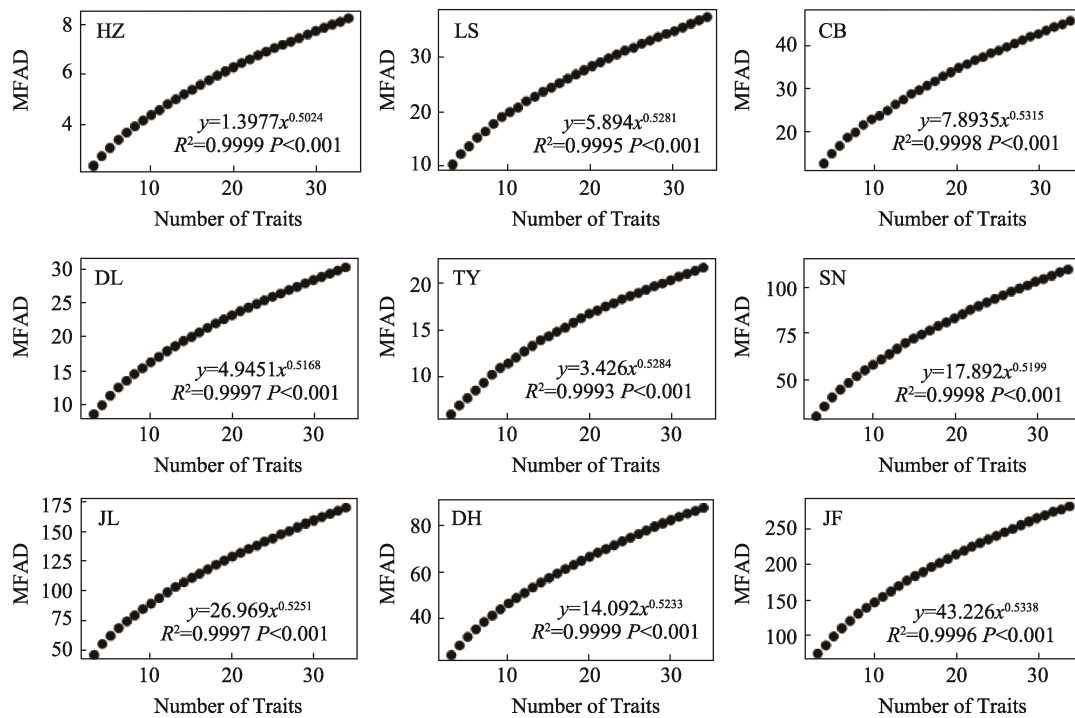 HZ
MFAD
8
6
4
y=1.3977x^0.5024
R²=0.9999 P<0.001
10 20 30
Number of Traits
LS
MFAD
30
20
10
y=5.894x^0.5281
R²=0.9995 P<0.001
10 20 30
Number of Traits
CB
MFAD
40
30
20
y=7.8935x^0.5315
R²=0.9998 P<0.001
10 20 30
Number of Traits
DL
MFAD
30
25
20
15
10
y=4.9451x^0.5168
R²=0.9997 P<0.001
10 20 30
Number of Traits
TY
MFAD
20
15
10
y=3.426x^0.5284
R²=0.9993 P<0.001
10 20 30
Number of Traits
SN
MFAD
100
75
50
y=17.892x^0.5199
R²=0.9998 P<0.001
10 20 30
Number of Traits
JL
MFAD
175
150
125
100
75
50
y=26.969x^0.5251
R²=0.9997 P<0.001
10 20 30
Number of Traits
DH
MFAD
80
60
40
y=14.092x^0.5233
R²=0.9999 P<0.001
10 20 30
Number of Traits
JF
MFAD
250
200
150
100
y=43.226x^0.5338
R²=0.9996 P<0.001
10 20 30
Number of Traits